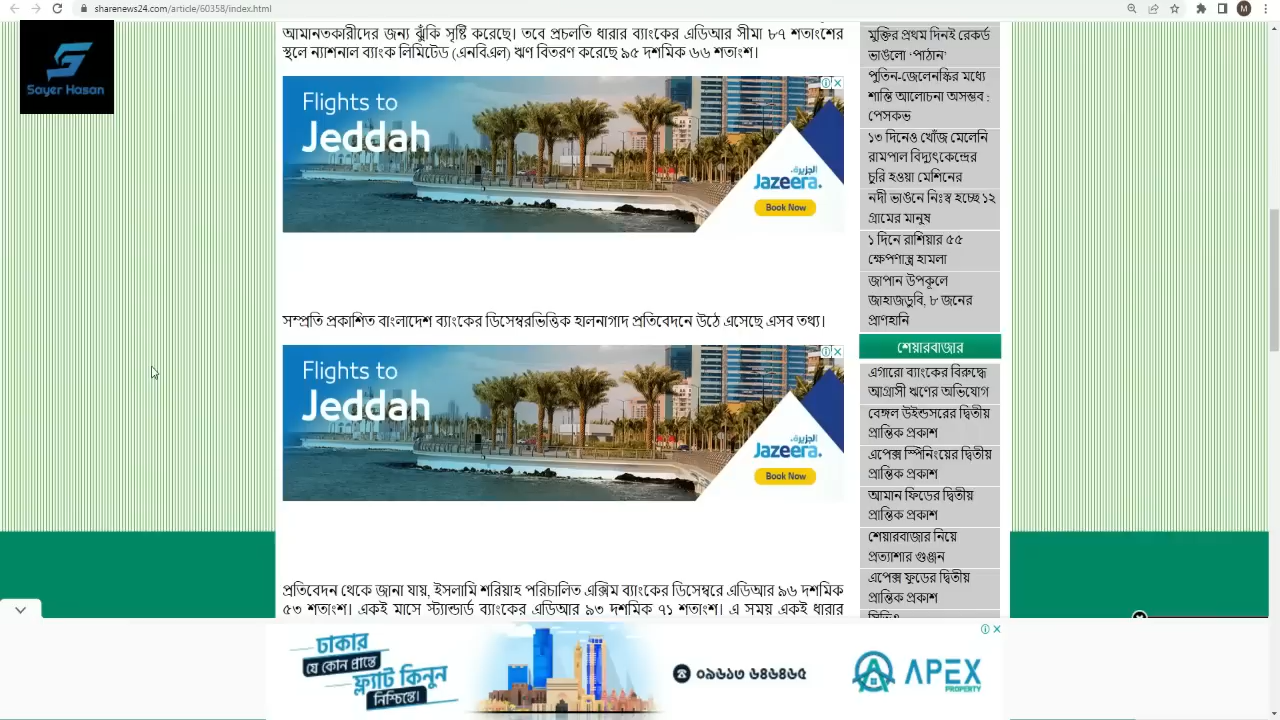 sharenews24.com/article/60358/index.html
M
Sayer Hasan
আমানতকারীদের জন্য ঝুঁকি সৃষ্টি করেছে। তবে প্রচলতি ধারার ব্যাংকের এডিআর সীমা ৮৭ শতাংশের
স্থলে ন্যাশনাল ব্যাংক লিমিটেড (এনবিএল) ঋণ বিতরণ করেছে ৯৫ দশমিক ৬৬ শতাংশ।
Flights to
Jeddah
الجزيرة.
Jazeera.
Book Now
সম্প্রতি প্রকাশিত বাংলাদেশ ব্যাংকের ডিসেম্বরভিত্তিক হালনাগাদ প্রতিবেদনে উঠে এসেছে এসব তথ্য।
Flights to
Jeddah
الجزيرة.
Jazeera.
Book Now
প্রতিবেদন থেকে জানা যায়, ইসলামি শরিয়াহ পরিচালিত এক্সিম ব্যাংকের ডিসেম্বরে এডিআর ৯৬ দশমিক
৫৩ শতাংশ। একই মাসে স্ট্যান্ডার্ড ব্যাংকের এডিআর ৯৩ দশমিক ৭১ শতাংশ। এ সময় একই ধারার
মুক্তির প্রথম দিনই রেকর্ড
ভাঙলো ‘পাঠান’
পুতিন-জেলেনস্কির মধ্যে
শান্তি আলোচনা অসম্ভব :
পেসকভ
১৩ দিনেও খোঁজ মেলেনি
রামপাল বিদ্যুৎকেন্দ্রের
চুরি হওয়া মেশিনের
নদী ভাঙনে নিঃস্ব হচ্ছে ১২
গ্রামের মানুষ
১ দিনে রাশিয়ার ৫৫
ক্ষেপণাস্ত্র হামলা
জাপান উপকূলে
জাহাজডুবি, ৮ জনের
প্রাণহানি
শেয়ারবাজার
এগারো ব্যাংকের বিরুদ্ধে
আগ্রাসী ঋণের অভিযোগ
বেঙ্গল উইন্ডসরের দ্বিতীয়
প্রান্তিক প্রকাশ
এপেক্স স্পিনিংয়ের দ্বিতীয়
প্রান্তিক প্রকাশ
আমান ফিডের দ্বিতীয়
প্রান্তিক প্রকাশ
শেয়ারবাজার নিয়ে
প্রত্যাশার গুঞ্জন
এপেক্স ফুডের দ্বিতীয়
প্রান্তিক প্রকাশ
ঢাকার
যে কোন প্রান্তে
ফ্ল্যাট কিনুন
নিশ্চিন্তে।
০৯৬১৩ ৬৪৬৪৬৫
APEX
PROPERTY